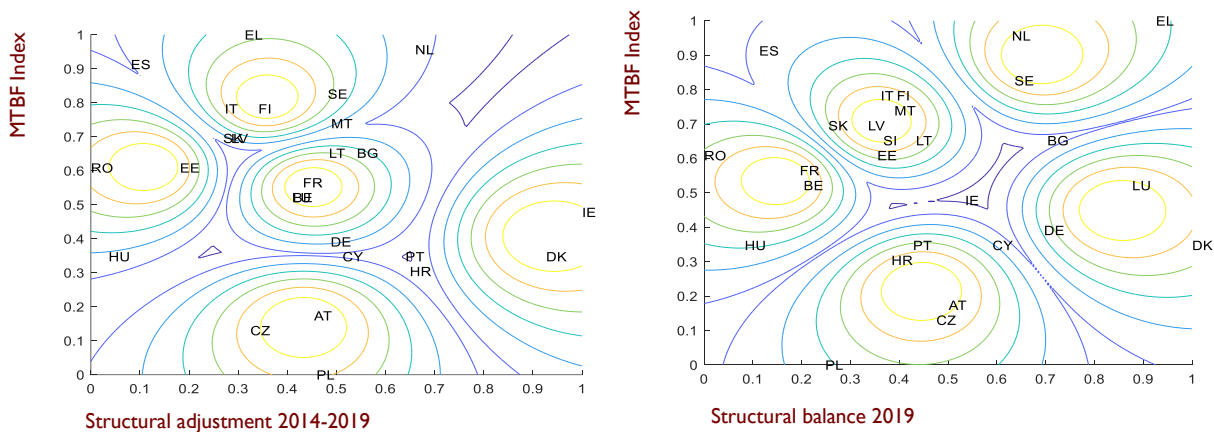 MTBF Index
1
0.9
0.8
0.7
0.6
0.5
0.4
0.3
0.2
0.1
0
EL
NL
ES
SE
IT
FI
MT
LV
LT
BG
RO
EE
FR
IE
DE
HU
CY
PT
DK
HR
AT
CZ
PL
0 0.1 0.2 0.3 0.4 0.5 0.6 0.7 0.8 0.9 1
Structural adjustment 2014-2019
MTBF Index
1
0.9
0.8
0.7
0.6
0.5
0.4
0.3
0.2
0.1
0
EL
NL
ES
SE
IT FI
MT
SK LV
SI LT BG
RO
EE
FR
BE
LU
IE
DE
HU
PT
CY
DK
HR
AT
CZ
PL
0 0.1 0.2 0.3 0.4 0.5 0.6 0.7 0.8 0.9 1
Structural balance 2019